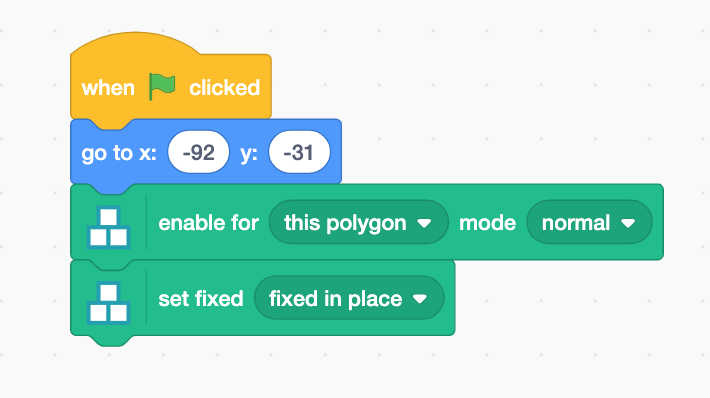 when clicked
go to x: -92 y: -31
enable for this polygon mode normal
set fixed fixed in place